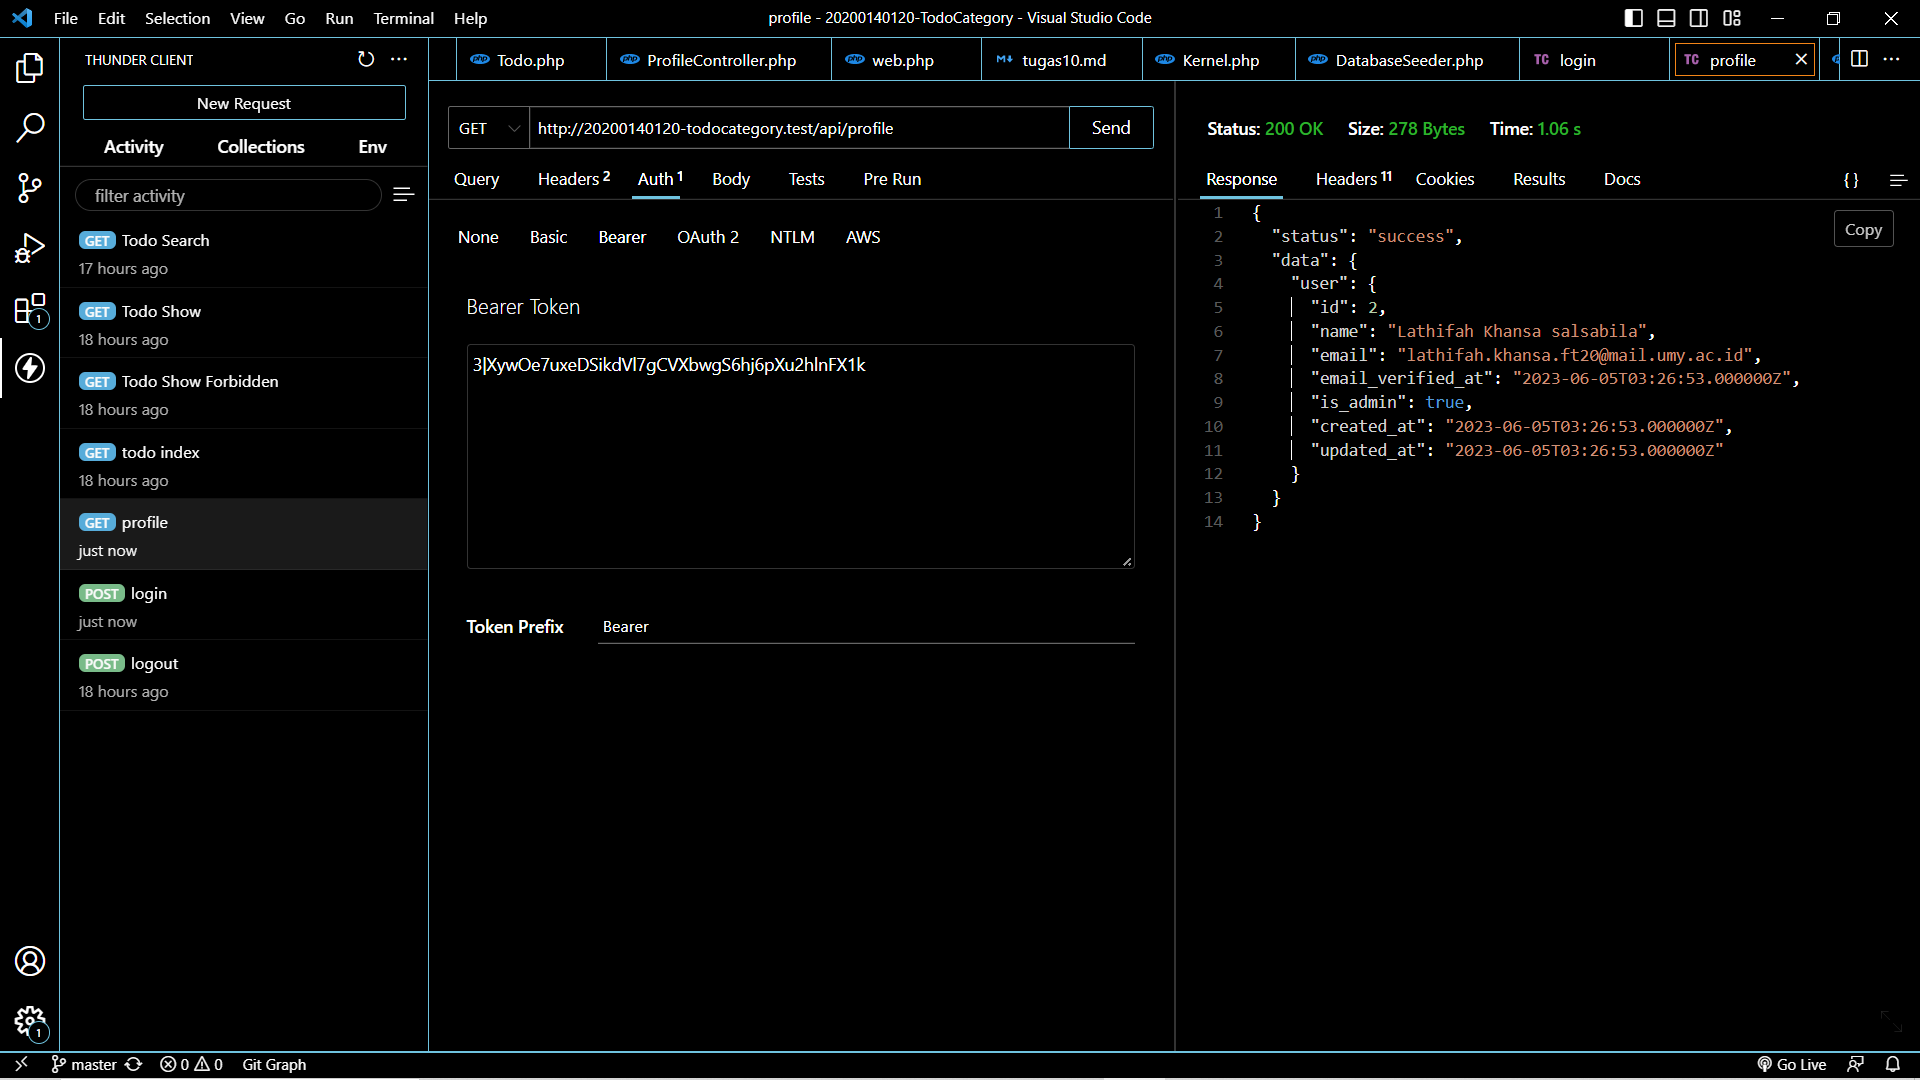 File Edit Selection View Go Run Terminal Help
profile - 20200140120-TodoCategory - Visual Studio Code
THUNDER CLIENT
New Request
Activity Collections Env
filter activity
GET Todo Search
17 hours ago
GET Todo Show
18 hours ago
GET Todo Show Forbidden
18 hours ago
GET todo index
18 hours ago
GET profile
just now
POST login
just now
POST logout
18 hours ago
1
1
php Todo.php php ProfileController.php php web.php tugas10.md php Kernel.php php DatabaseSeeder.php TC login TC profile
GET http://20200140120-todocategory.test/api/profile Send
Query Headers 2 Auth 1 Body Tests Pre Run
None Basic Bearer OAuth 2 NTLM AWS
Bearer Token
3|XywOe7uxeDSikdVl7gCVXbwgS6hj6pXu2hlnFX1k
Token Prefix Bearer
Status: 200 OK Size: 278 Bytes Time: 1.06 s
Response Headers 11 Cookies Results Docs {}
Copy
1 {
2 "status": "success",
3 "data": {
4 "user": {
5 "id": 2,
6 "name": "Lathifah Khansa salsabila",
7 "email": "lathifah.khansa.ft20@mail.umy.ac.id",
8 "email_verified_at": "2023-06-05T03:26:53.000000Z",
9 "is_admin": true,
10 "created_at": "2023-06-05T03:26:53.000000Z",
11 "updated_at": "2023-06-05T03:26:53.000000Z"
12 }
13 }
14 }
master 0 0 Git Graph Go Live